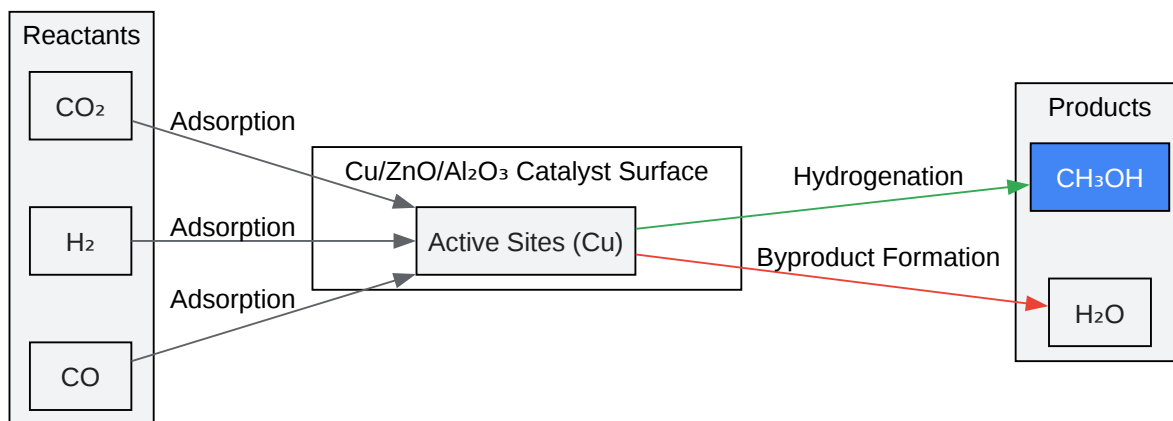 Reactants
CO₂
H₂
CO
Adsorption
Adsorption
Adsorption
Cu/ZnO/Al₂O₃ Catalyst Surface
Active Sites (Cu)
Hydrogenation
Byproduct Formation
Products
CH₃OH
H₂O